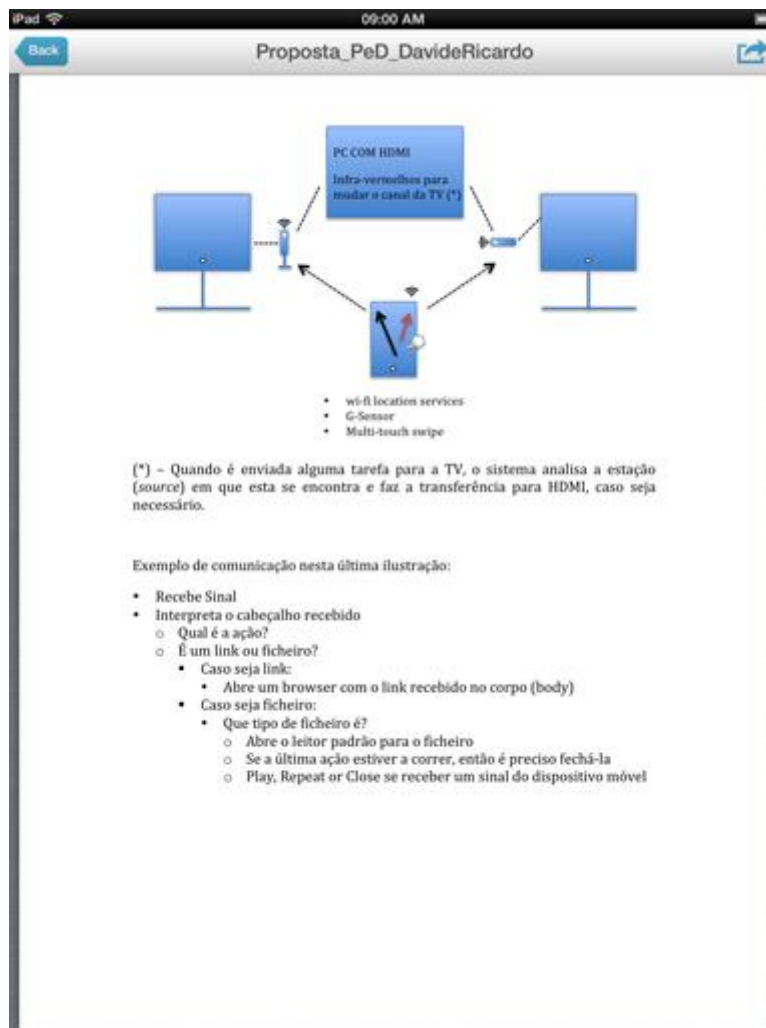 iPad
09:00 AM
Back
Proposta_PeD_DavideRicardo
PC COM HDMI
Infra-vermelhos para
mudar o canal da TV (*)
• wi-fi location services
• G-Sensor
• Multi-touch swipe
(*) – Quando é enviada alguma tarefa para a TV, o sistema analisa a estação
(source) em que esta se encontra e faz a transferência para HDMI, caso seja
necessário.
Exemplo de comunicação nesta última ilustração:
• Recebe Sinal
• Interpreta o cabeçalho recebido
o Qual é a ação?
o É um link ou ficheiro?
▪ Caso seja link:
• Abre um browser com o link recebido no corpo (body)
▪ Caso seja ficheiro:
• Que tipo de ficheiro é?
o Abre o leitor padrão para o ficheiro
o Se a última ação estiver a correr, então é preciso fechá-la
o Play, Repeat or Close se receber um sinal do dispositivo móvel